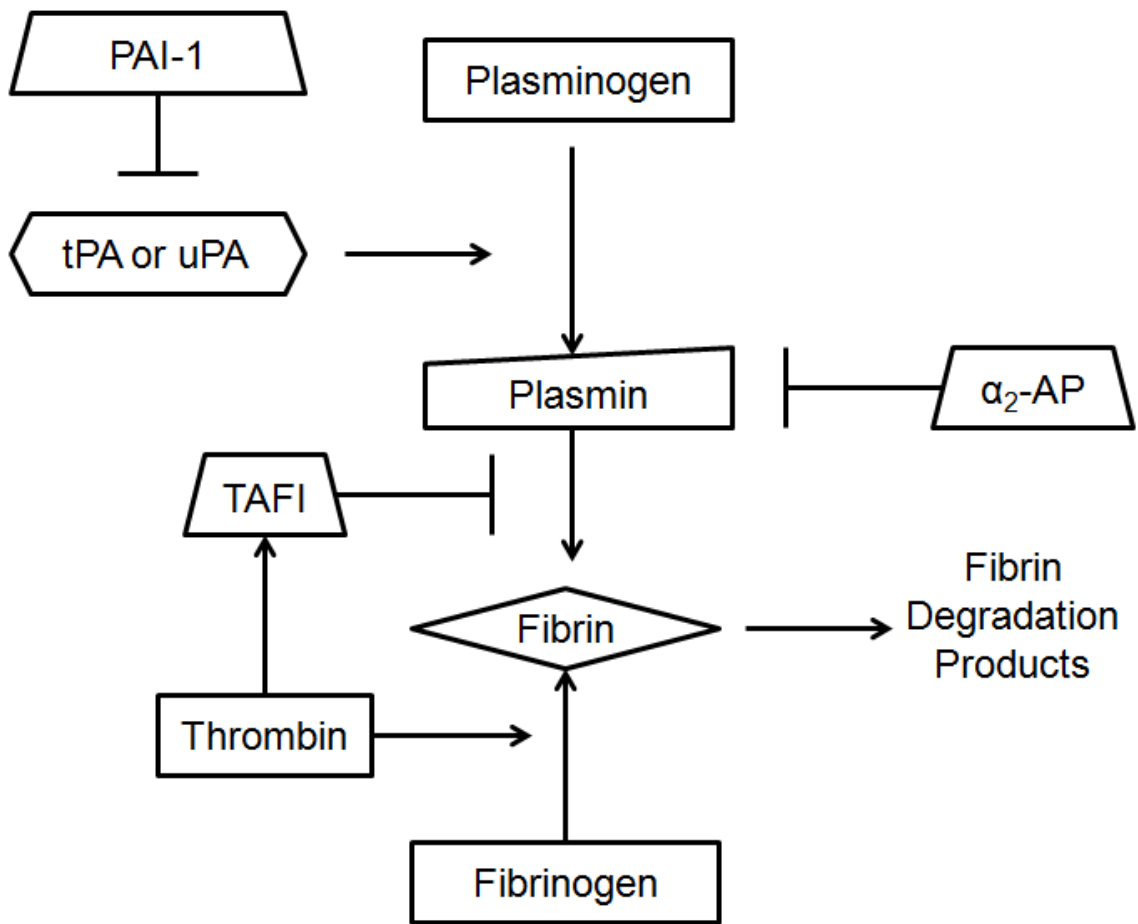 PAI-1
Plasminogen
tPA or uPA
Plasmin
α₂-AP
TAFI
Fibrin
Fibrin
Degradation
Products
Thrombin
Fibrinogen